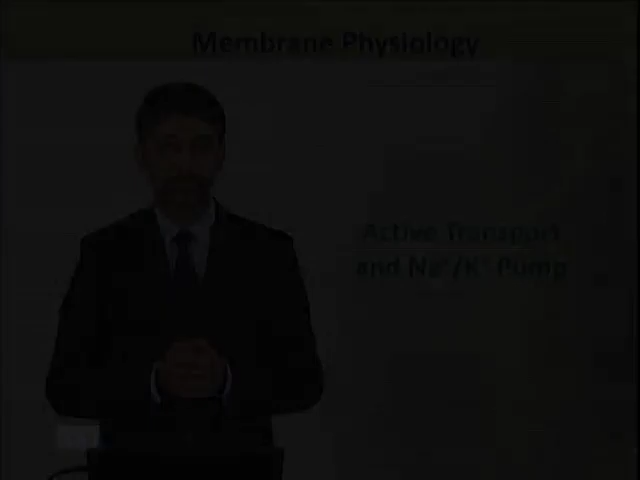 Membrane Physiology
Active Transport
and Na⁺/K⁺ Pump